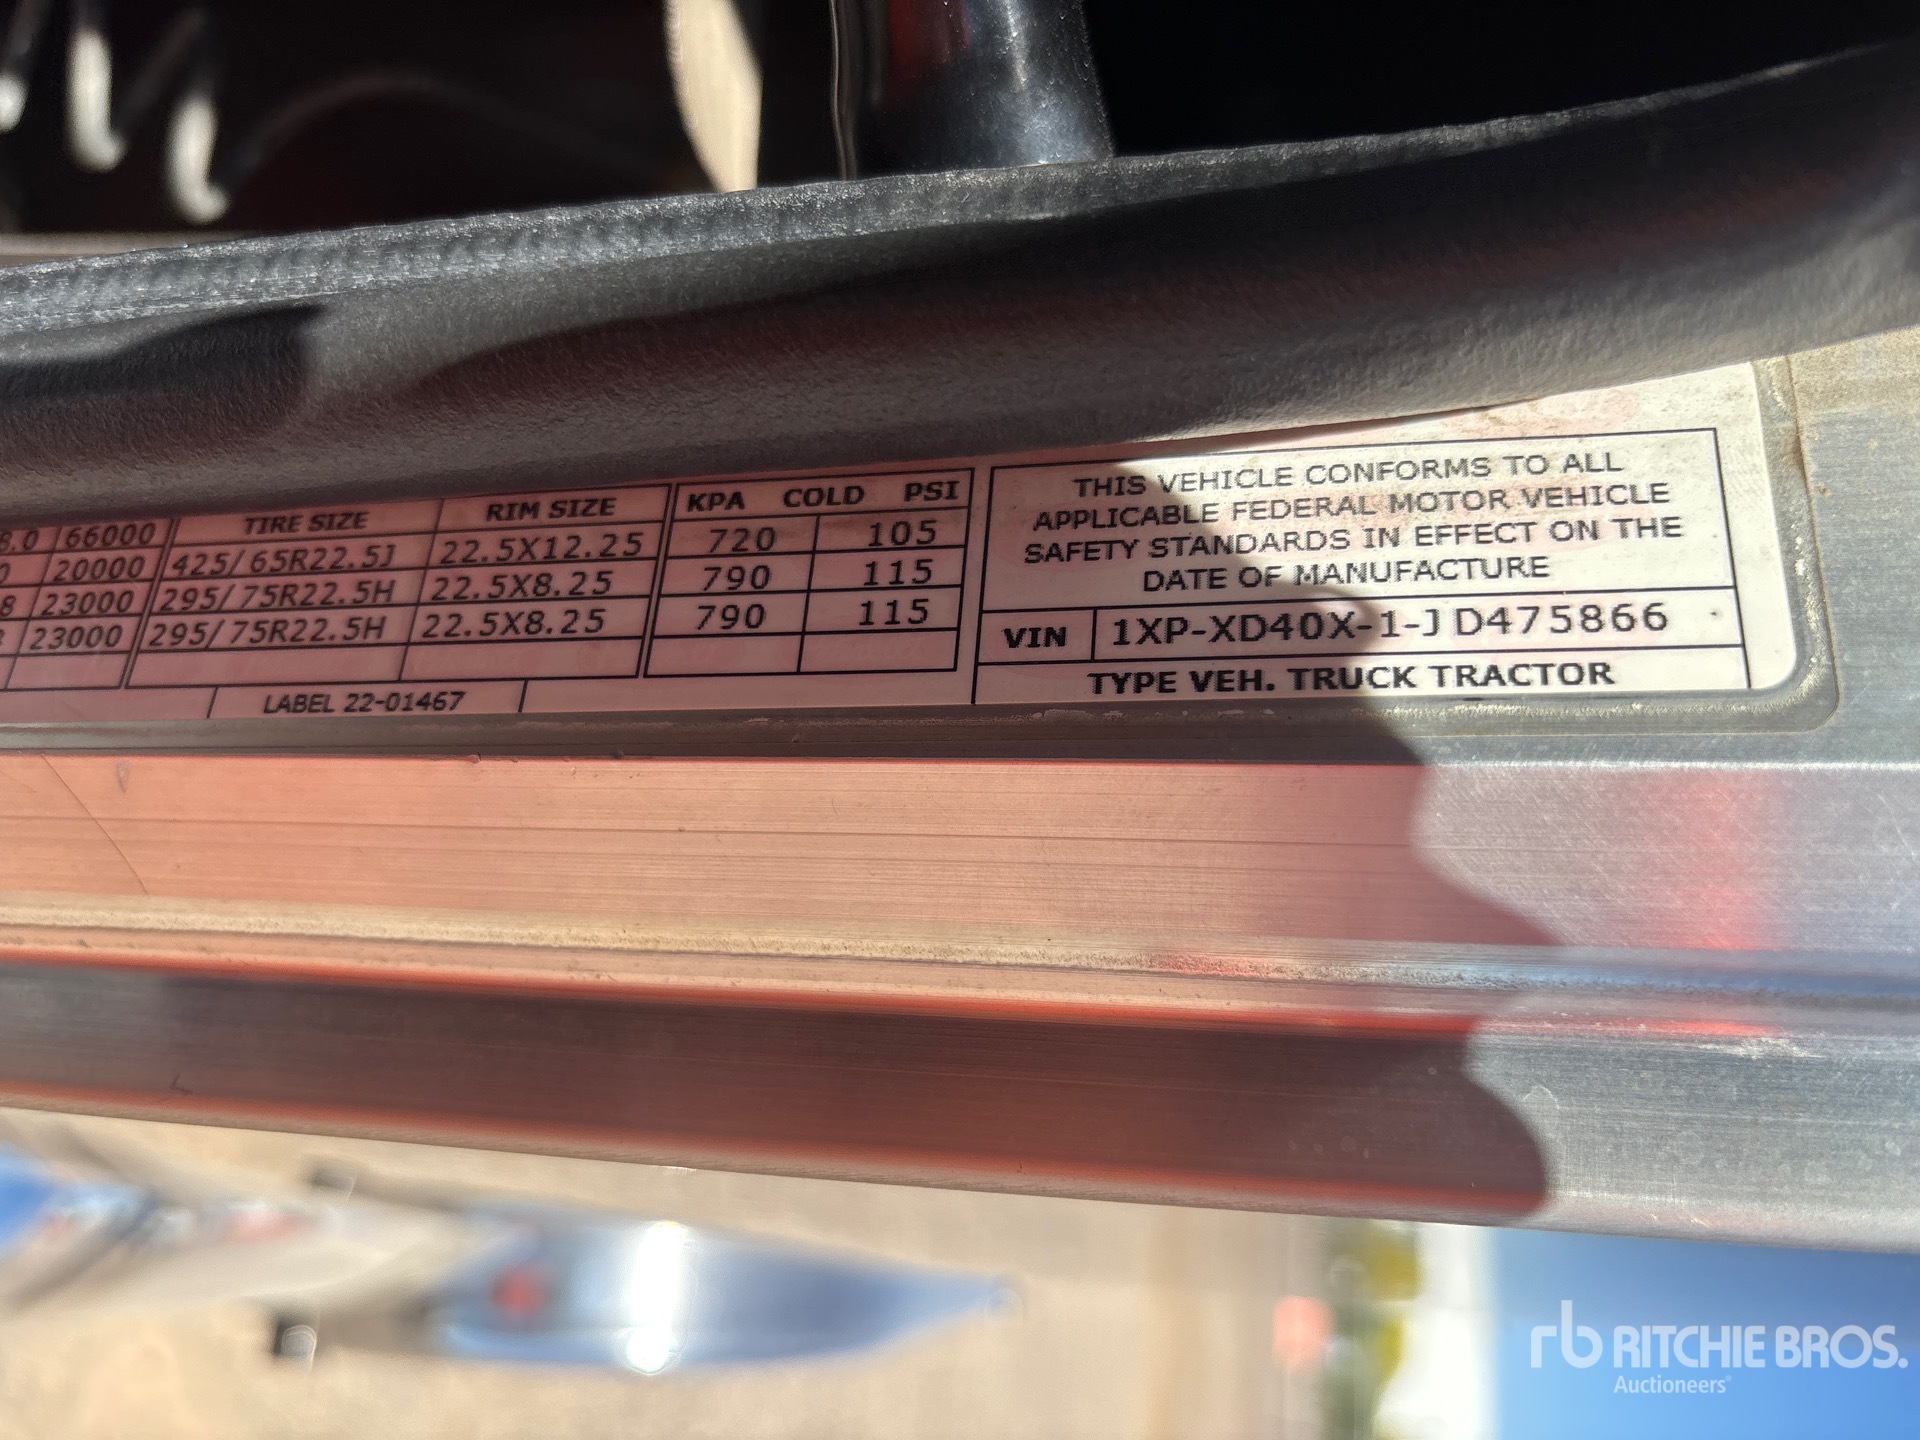 TIRE SIZE RIM SIZE KPA COLD PSI
8.0 66000 425/65R22.5J 22.5X12.25 720 105
0 20000 295/75R22.5H 22.5X8.25 790 115
8 23000 295/75R22.5H 22.5X8.25 790 115
23000
LABEL 22-01467
THIS VEHICLE CONFORMS TO ALL
APPLICABLE FEDERAL MOTOR VEHICLE
SAFETY STANDARDS IN EFFECT ON THE
DATE OF MANUFACTURE
VIN 1XP-XD40X-1-JD475866
TYPE VEH. TRUCK TRACTOR
rb RITCHIE BROS.
Auctioneers